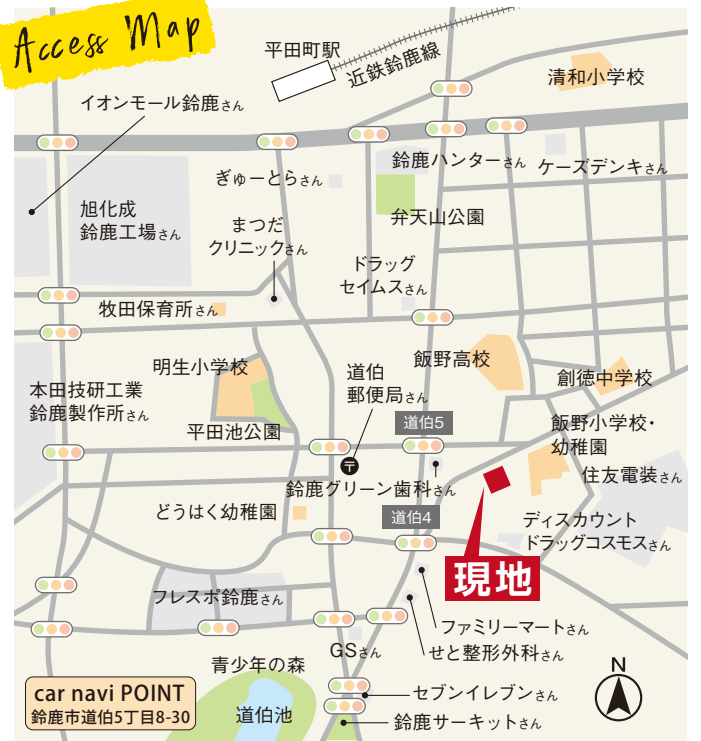 Access Map
平田町駅
近鉄鈴鹿線
清和小学校
イオンモール鈴鹿さん
鈴鹿ハンターさん
ケーズデンキさん
ぎゅーとらさん
旭化成
鈴鹿工場さん
まつだ
クリニックさん
弁天山公園
ドラッグ
セイムスさん
牧田保育所さん
明生小学校
道伯
郵便局さん
飯野高校
創徳中学校
本田技研工業
鈴鹿製作所さん
平田池公園
道伯5
飯野小学校・
幼稚園
住友電装さん
〒
鈴鹿グリーン歯科さん
どうはく幼稚園
道伯4
ディスカウント
ドラッグコスモスさん
現地
フレスポ鈴鹿さん
ファミリーマートさん
GSさん
せと整形外科さん
青少年の森
セブンイレブンさん
道伯池
鈴鹿サーキットさん
car navi POINT
鈴鹿市道伯5丁目8-30
N